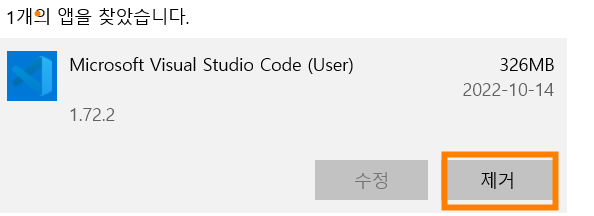 1개의 앱을 찾았습니다.
Microsoft Visual Studio Code (User) 326MB
2022-10-14
1.72.2
수정 제거